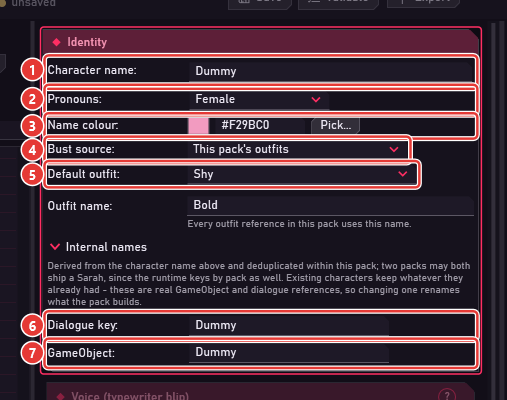 unsaved
Save
Validate
Export
Identity
1 Character name: Dummy
2 Pronouns: Female
3 Name colour: #F29BC0 Pick...
4 Bust source: This pack's outfits
5 Default outfit: Shy
Outfit name: Bold
Every outfit reference in this pack uses this name.
Internal names
Derived from the character name above and deduplicated within this pack; two packs may both
ship a Sarah, since the runtime keys by pack as well. Existing characters keep whatever they
already had - these are real GameObject and dialogue references, so changing one renames
what the pack builds.
6 Dialogue key: Dummy
7 GameObject: Dummy
Voice (typewriter blip) ?